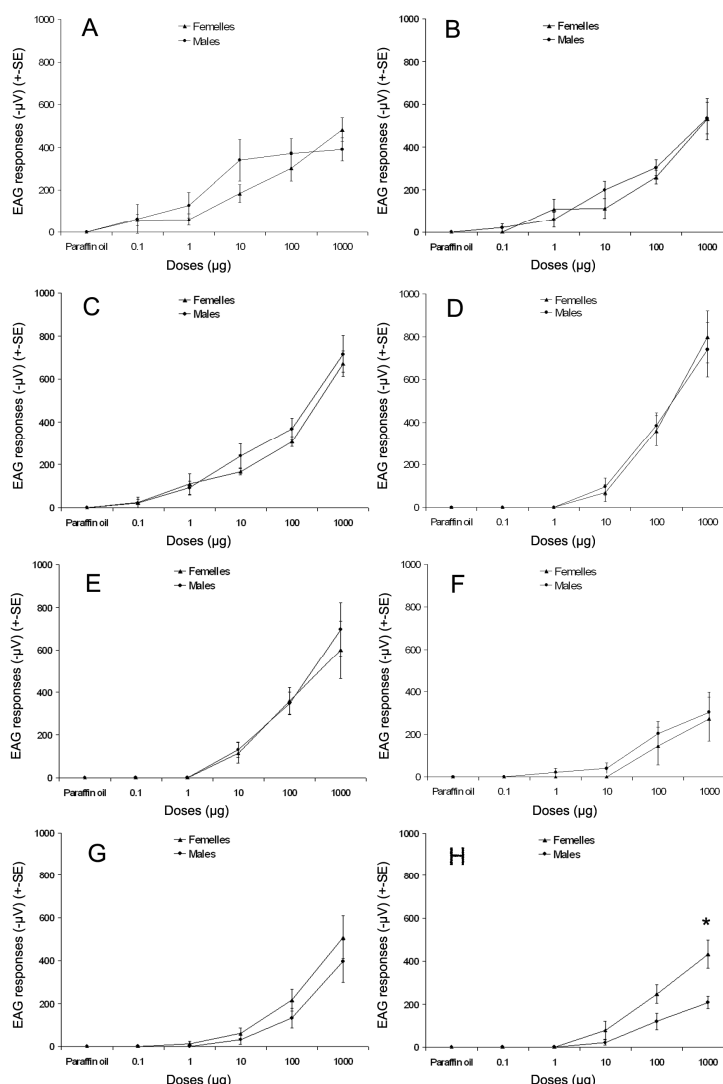 A
Femelles
Males
EAG responses (-µV) (+-SE)
1000
800
600
400
200
0
Paraffin oil 0.1 1 10 100 1000
Doses (µg)
B
Femelles
Males
EAG responses (-µV) (+-SE)
1000
800
600
400
200
0
Paraffin oil 0.1 1 10 100 1000
Doses (µg)
C
Femelles
Males
EAG responses (-µV) (+-SE)
1000
800
600
400
200
0
Paraffin oil 0.1 1 10 100 1000
Doses (µg)
D
Femelles
Males
EAG responses (-µV) (+-SE)
1000
800
600
400
200
0
Paraffin oil 0.1 1 10 100 1000
Doses (µg)
E
Femelles
Males
EAG responses (-µV) (+-SE)
1000
800
600
400
200
0
Paraffin oil 0.1 1 10 100 1000
Doses (µg)
F
Femelles
Males
EAG responses (-µV) (+-SE)
1000
800
600
400
200
0
Paraffin oil 0.1 1 10 100 1000
Doses (µg)
G
Femelles
Males
EAG responses (-µV) (+-SE)
1000
800
600
400
200
0
Paraffin oil 0.1 1 10 100 1000
Doses (µg)
H
Femelles
Males
*
EAG responses (-µV) (+-SE)
1000
800
600
400
200
0
Paraffin oil 0.1 1 10 100 1000
Doses (µg)